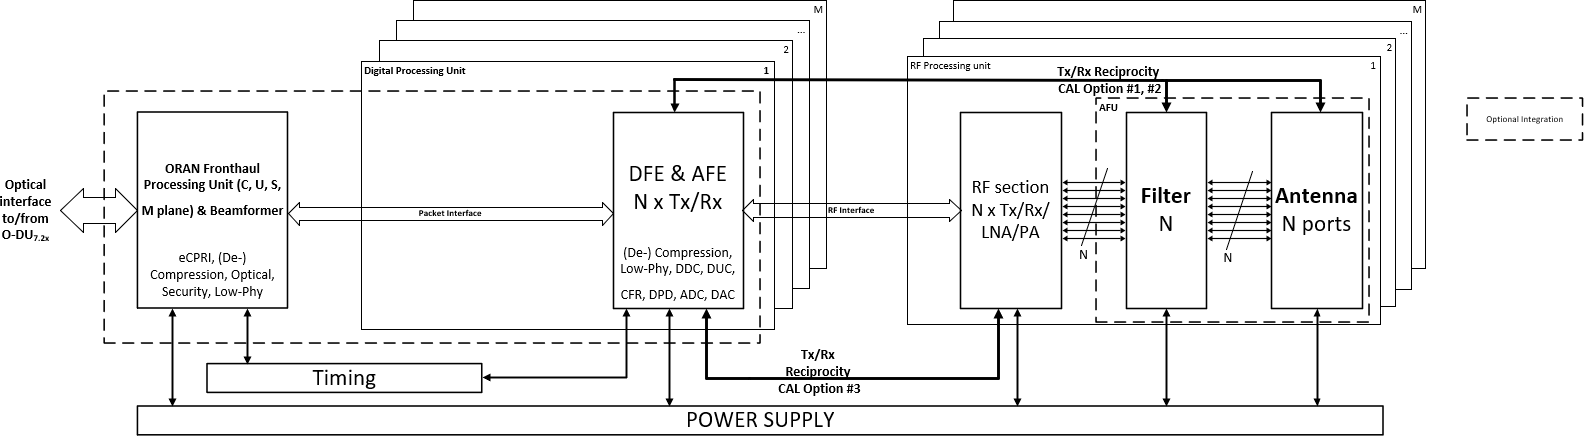 M
...
2
Digital Processing Unit
1
M
...
2
RF Processing unit
1
Tx/Rx Reciprocity
CAL Option #1, #2
AFU
Optional Integration
Optical
interface
to/from
O-DU7.2x
ORAN Fronthaul
Processing Unit (C, U, S,
M plane) & Beamformer
eCPRI, (De-)
Compression, Optical,
Security, Low-Phy
Packet Interface
DFE & AFE
N x Tx/Rx
(De-) Compression,
Low-Phy, DDC, DUC,
CFR, DPD, ADC, DAC
RF Interface
RF section
N x Tx/Rx/
LNA/PA
N
Filter
N
N
Antenna
N ports
Timing
Tx/Rx
Reciprocity
CAL Option #3
POWER SUPPLY